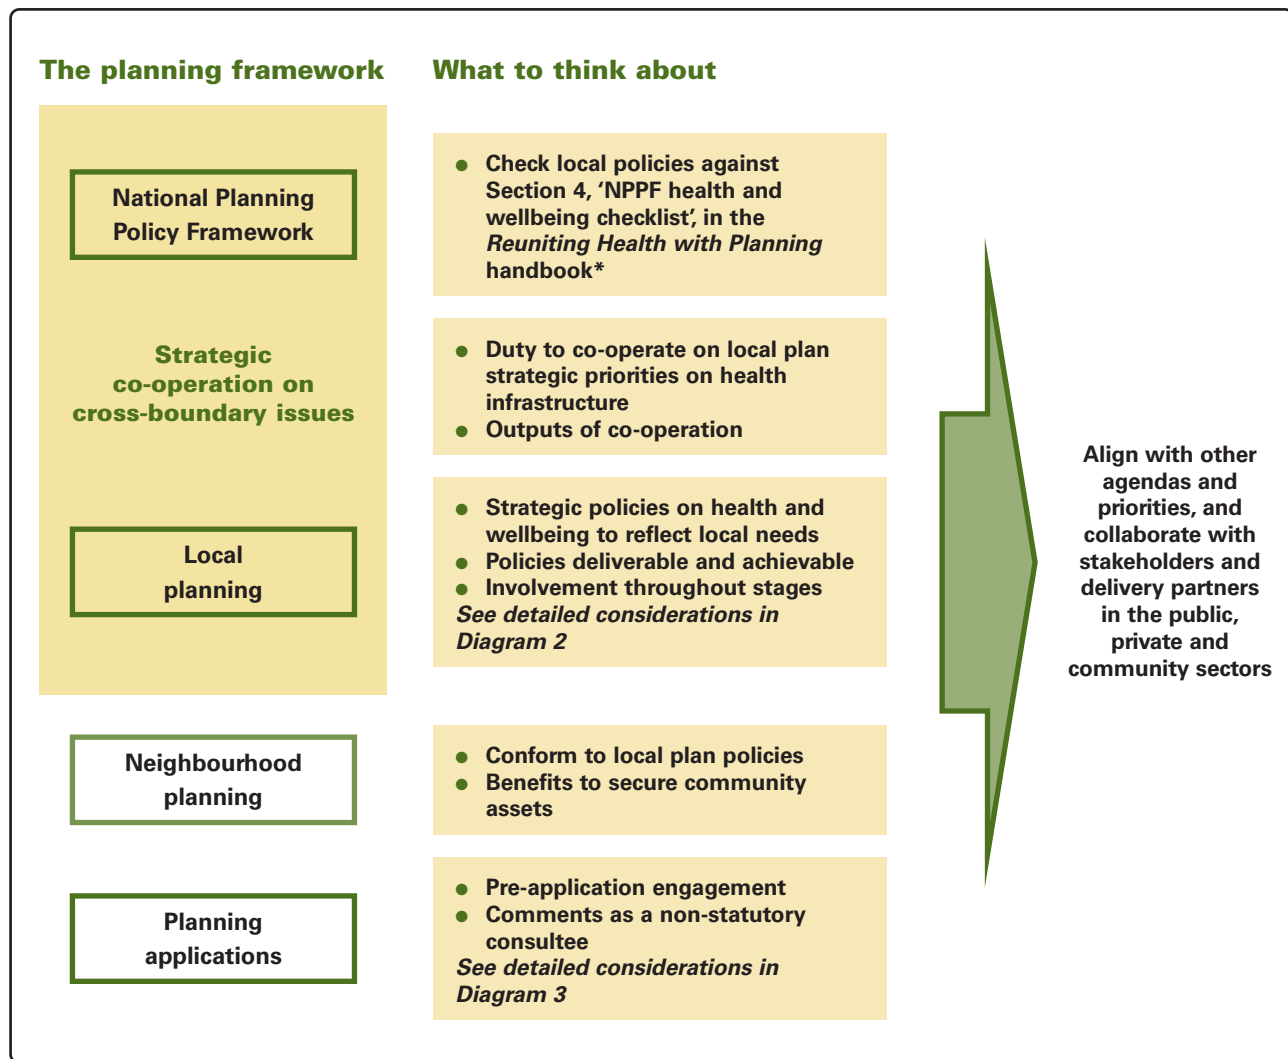 The planning framework
What to think about
National Planning
Policy Framework
● Check local policies against
Section 4, ‘NPPF health and
wellbeing checklist’, in the
Reuniting Health with Planning
handbook*
Strategic
co-operation on
cross-boundary issues
● Duty to co-operate on local plan
strategic priorities on health
infrastructure
● Outputs of co-operation
Local
planning
● Strategic policies on health and
wellbeing to reflect local needs
● Policies deliverable and achievable
● Involvement throughout stages
See detailed considerations in
Diagram 2
Neighbourhood
planning
● Conform to local plan policies
● Benefits to secure community
assets
Planning
applications
● Pre-application engagement
● Comments as a non-statutory
consultee
See detailed considerations in
Diagram 3
Align with other
agendas and
priorities, and
collaborate with
stakeholders and
delivery partners
in the public,
private and
community sectors